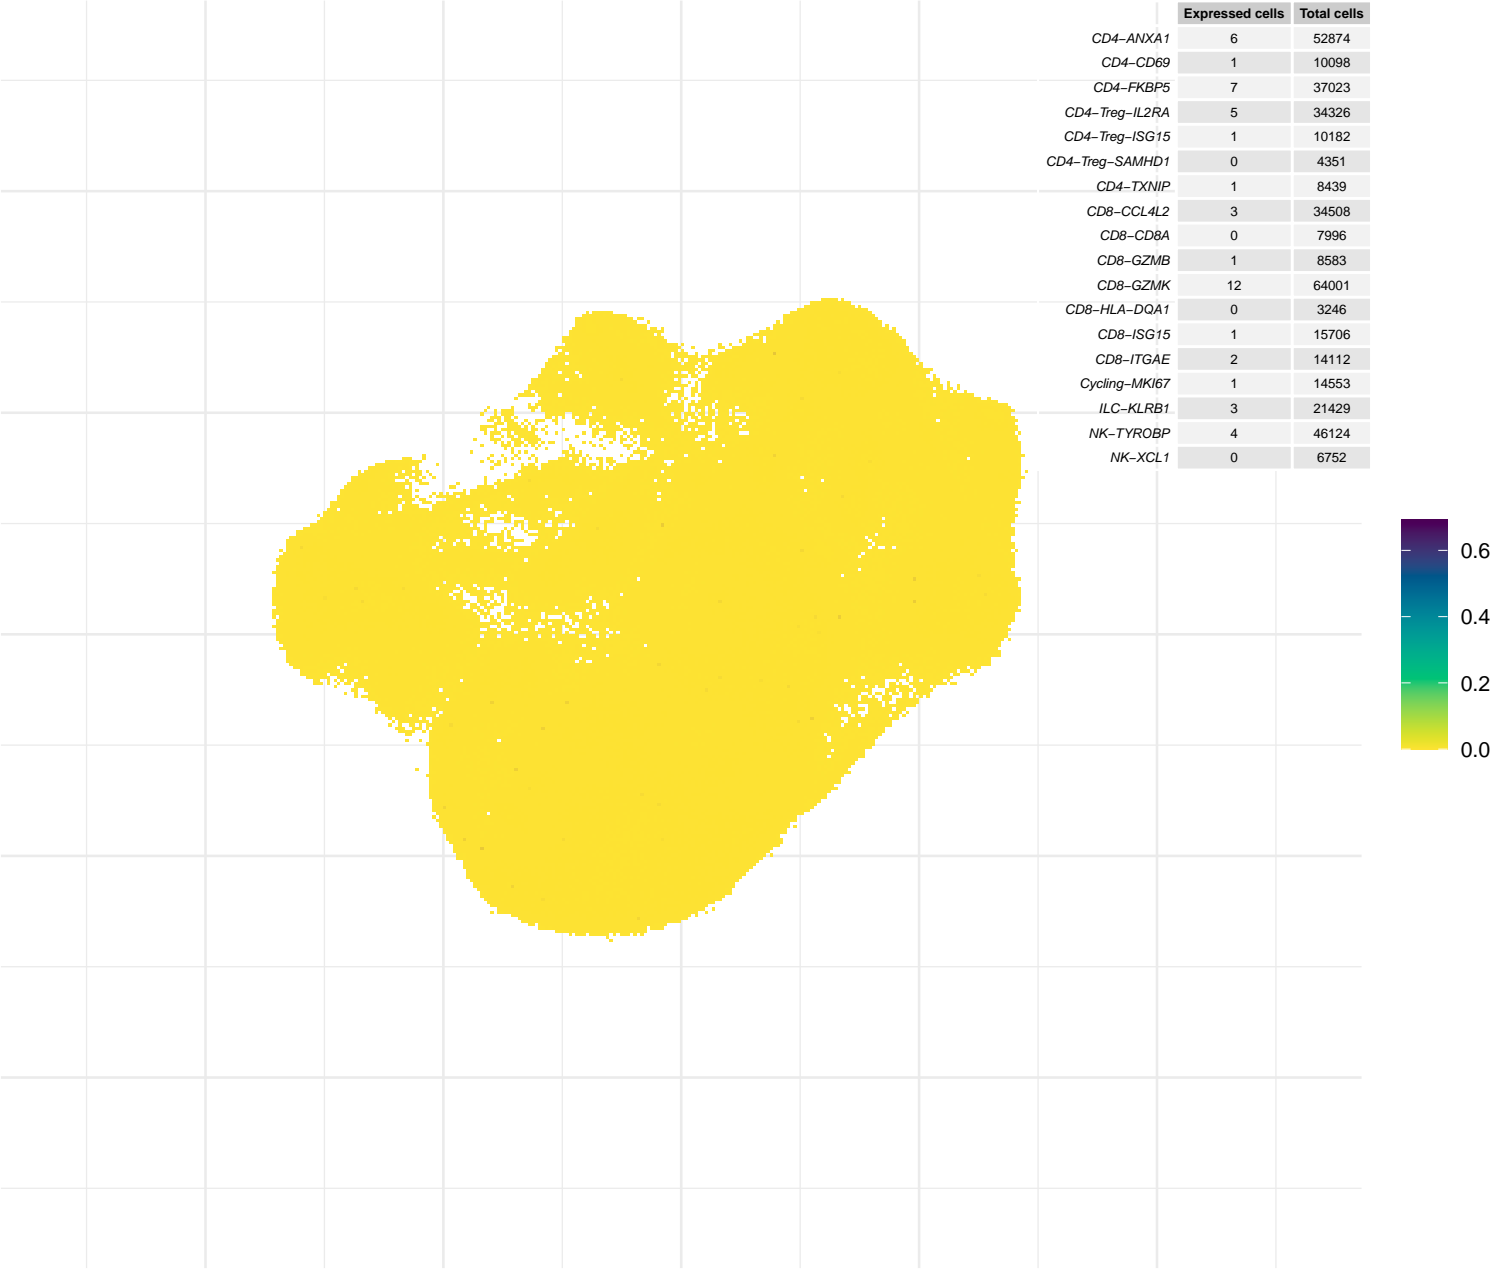 Expressed cells Total cells
CD4−ANXA1 6 52874
CD4−CD69 1 10098
CD4−FKBP5 7 37023
CD4−Treg−IL2RA 5 34326
CD4−Treg−ISG15 1 10182
CD4−Treg−SAMHD1 0 4351
CD4−TXNIP 1 8439
CD8−CCL4L2 3 34508
CD8−CD8A 0 7996
CD8−GZMB 1 8583
CD8−GZMK 12 64001
CD8−HLA−DQA1 0 3246
CD8−ISG15 1 15706
CD8−ITGAE 2 14112
Cycling−MKI67 1 14553
ILC−KLRB1 3 21429
NK−TYROBP 4 46124
NK−XCL1 0 6752
0.6
0.4
0.2
0.0